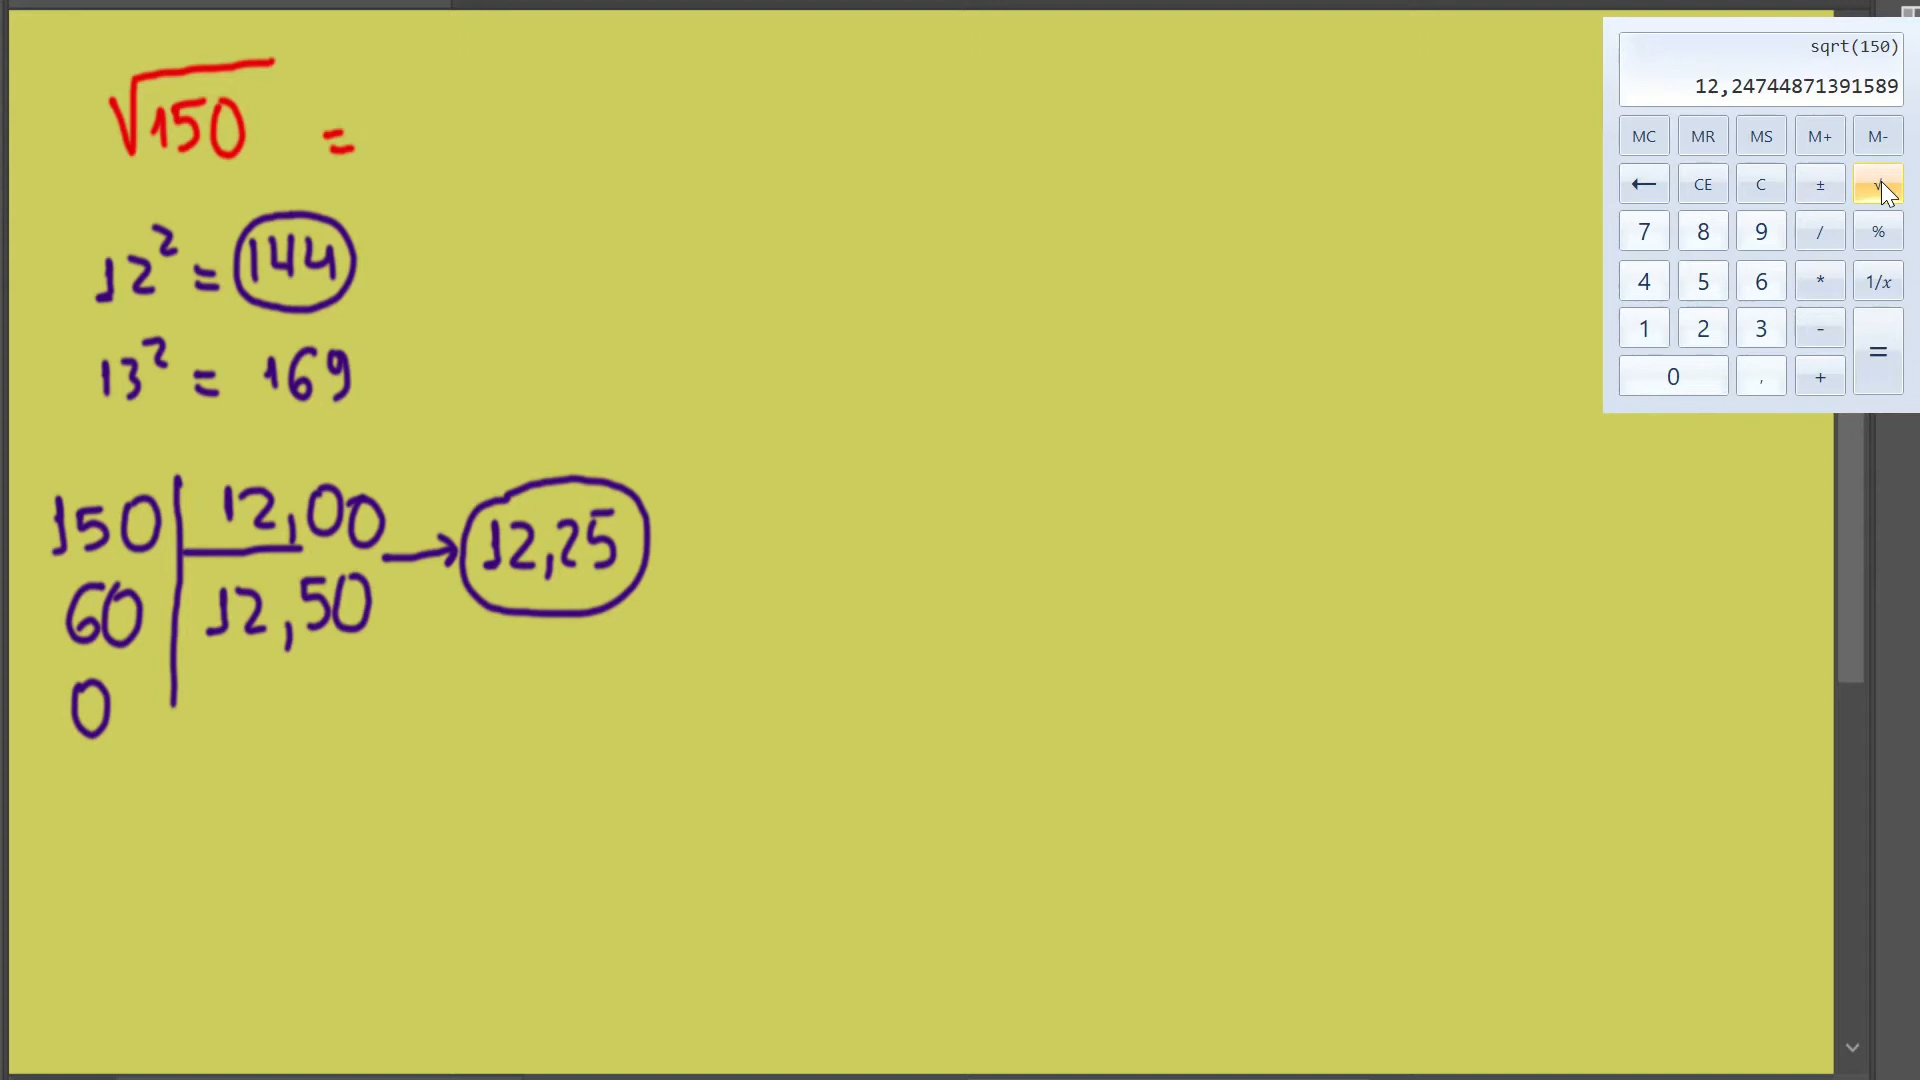 √150 =
12² = 144
13² = 169
150 | 12,00 → 12,25
60 | 12,50
0
sqrt(150)
12,24744871391589
MC MR MS M+ M-
← CE C ± √
7 8 9 / %
4 5 6 * 1/x
1 2 3 - =
0 , +